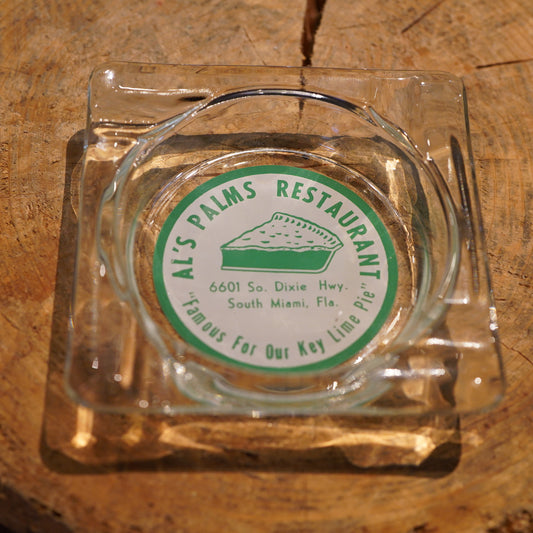 AL'S PALMS RESTAURANT
6601 So. Dixie Hwy.
South Miami, Fla.
"Famous For Our Key Lime Pie"